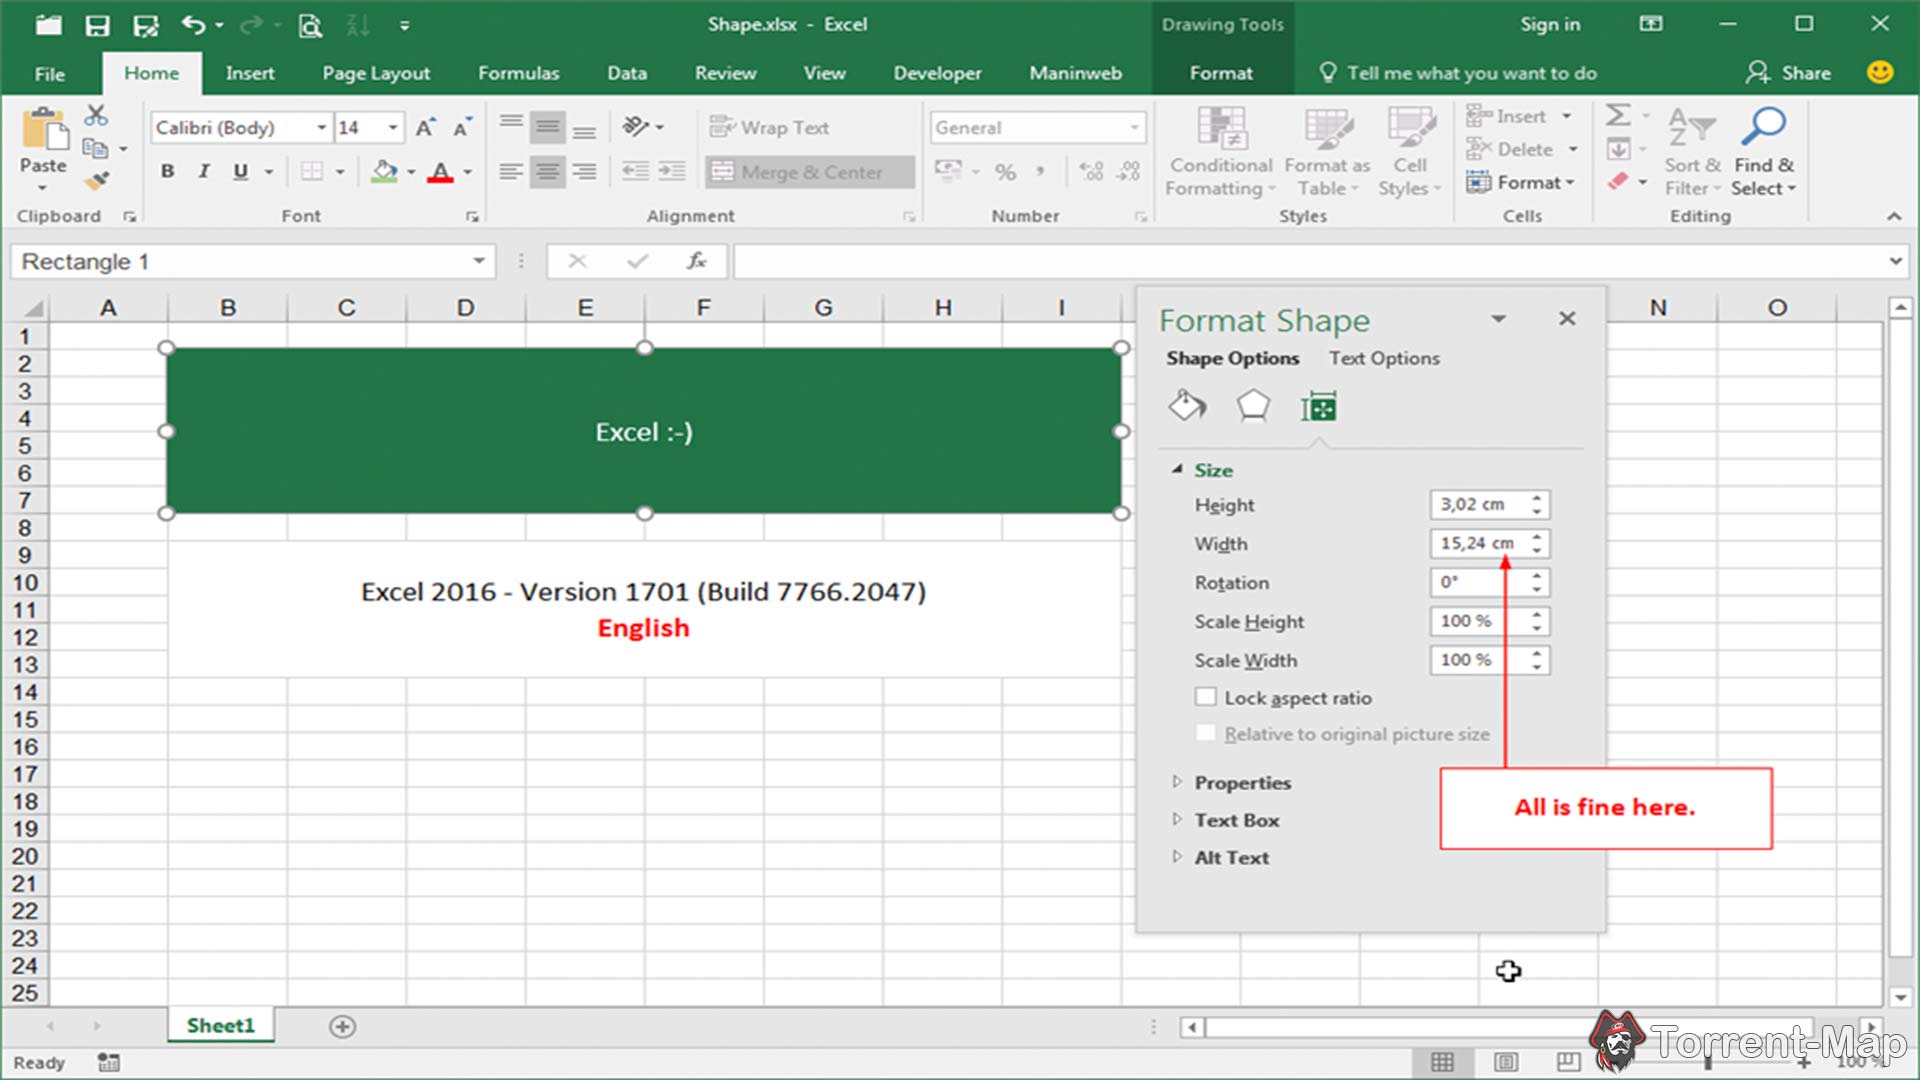 Shape.xlsx - Excel
Drawing Tools
Sign in
File
Home
Insert
Page Layout
Formulas
Data
Review
View
Developer
Maninweb
Format
Tell me what you want to do
Share
Paste
Clipboard
Calibri (Body)
14
B I U
Font
Wrap Text
Merge & Center
Alignment
General
%
Number
Conditional Formatting
Format as Table
Cell Styles
Styles
Insert
Delete
Format
Cells
Sort & Filter
Find & Select
Editing
Rectangle 1
fx
A B C D E F G H I N O
1
2
3
4
5
6
7
8
9
10
11
12
13
14
15
16
17
18
19
20
21
22
23
24
25
Excel :-)
Excel 2016 - Version 1701 (Build 7766.2047)
English
Format Shape
Shape Options Text Options
Size
Height 3,02 cm
Width 15,24 cm
Rotation 0°
Scale Height 100 %
Scale Width 100 %
Lock aspect ratio
Relative to original picture size
Properties
Text Box
Alt Text
All is fine here.
Sheet1
Ready
Torrent-Map
100 %